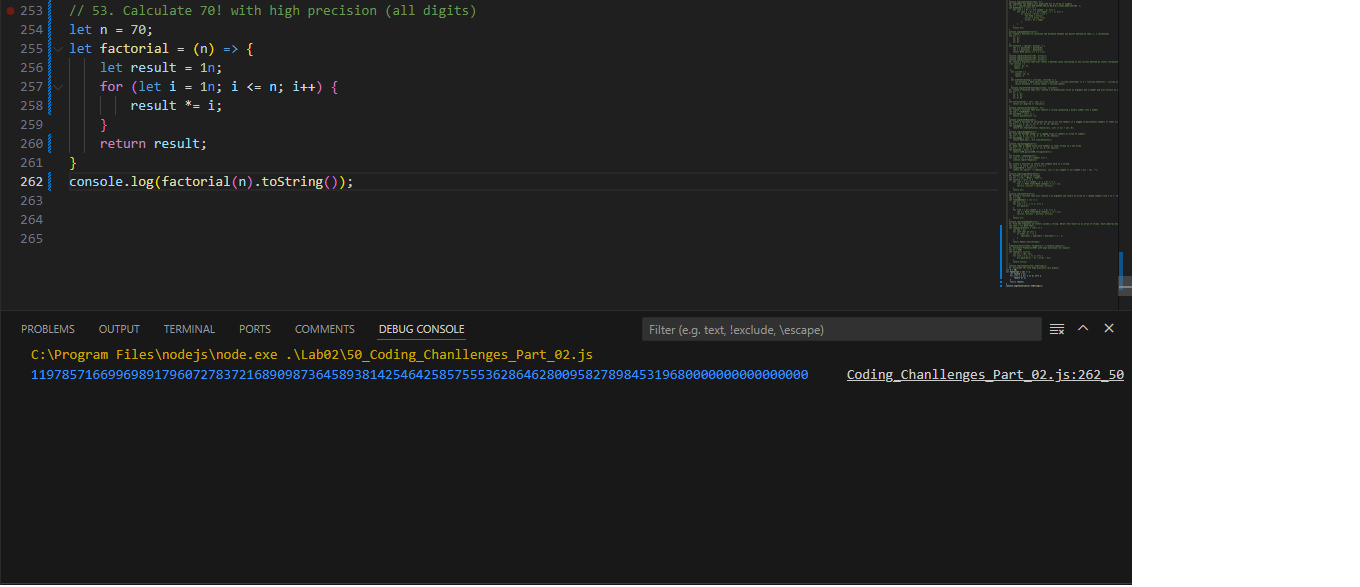 253 // 53. Calculate 70! with high precision (all digits)
254 let n = 70;
255 let factorial = (n) => {
256 let result = 1n;
257 for (let i = 1n; i <= n; i++) {
258 result *= i;
259 }
260 return result;
261 }
262 console.log(factorial(n).toString());
263
264
265
PROBLEMS OUTPUT TERMINAL PORTS COMMENTS DEBUG CONSOLE Filter (e.g. text, !exclude, \escape)
C:\Program Files\nodejs\node.exe .\Lab02\50_Coding_Chanllenges_Part_02.js
11978571669969891796072783721689098736458938142546425857555362864628009582789845319680000000000000000 Coding_Chanllenges_Part_02.js:262_50